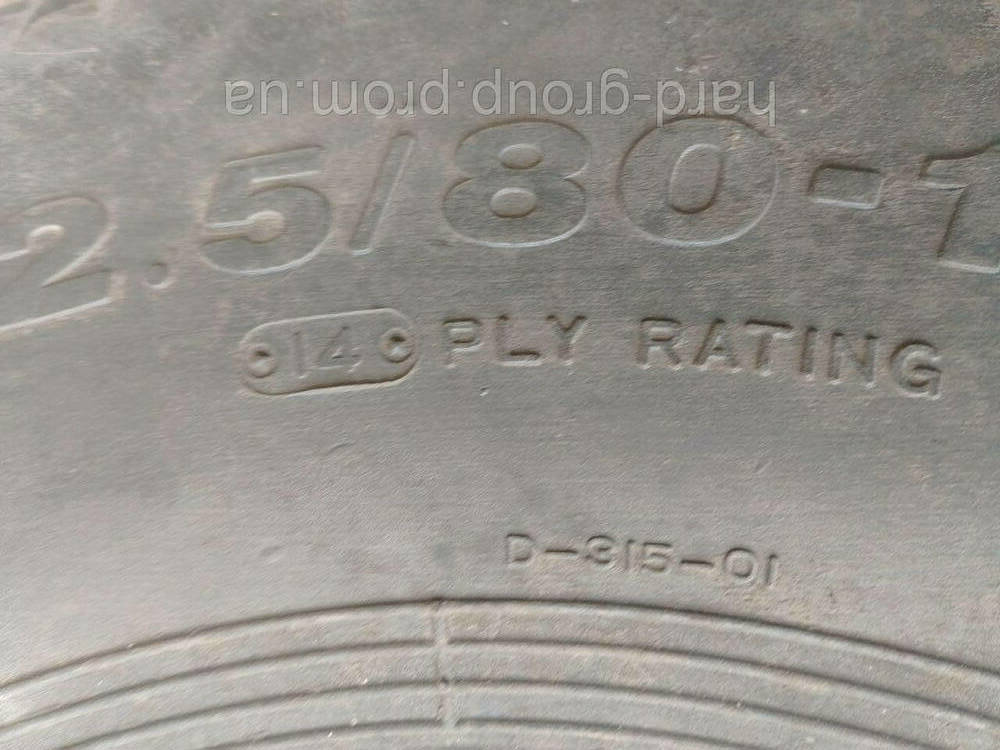 hard-group.prom.ua
2.5/80-1
14 PLY RATING
D-315-01